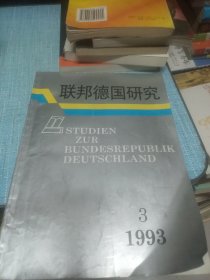 联邦德国研究
STUDIEN
ZUR
BUNDESREPUBLIK
DEUTSCHLAND
3
1993